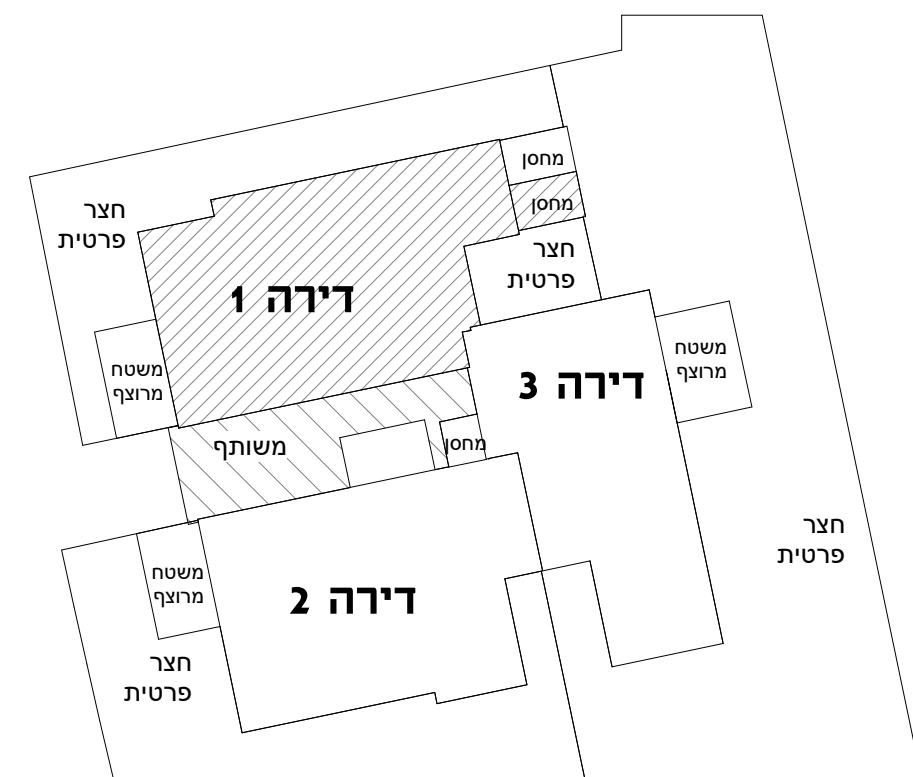 מחסן
מחסן
חצר
פרטית
חצר
פרטית
דירה 1
משטח
מרוצף
משטח
מרוצף
דירה 3
משותף
מחסן
חצר
פרטית
משטח
מרוצף
דירה 2
חצר
פרטית